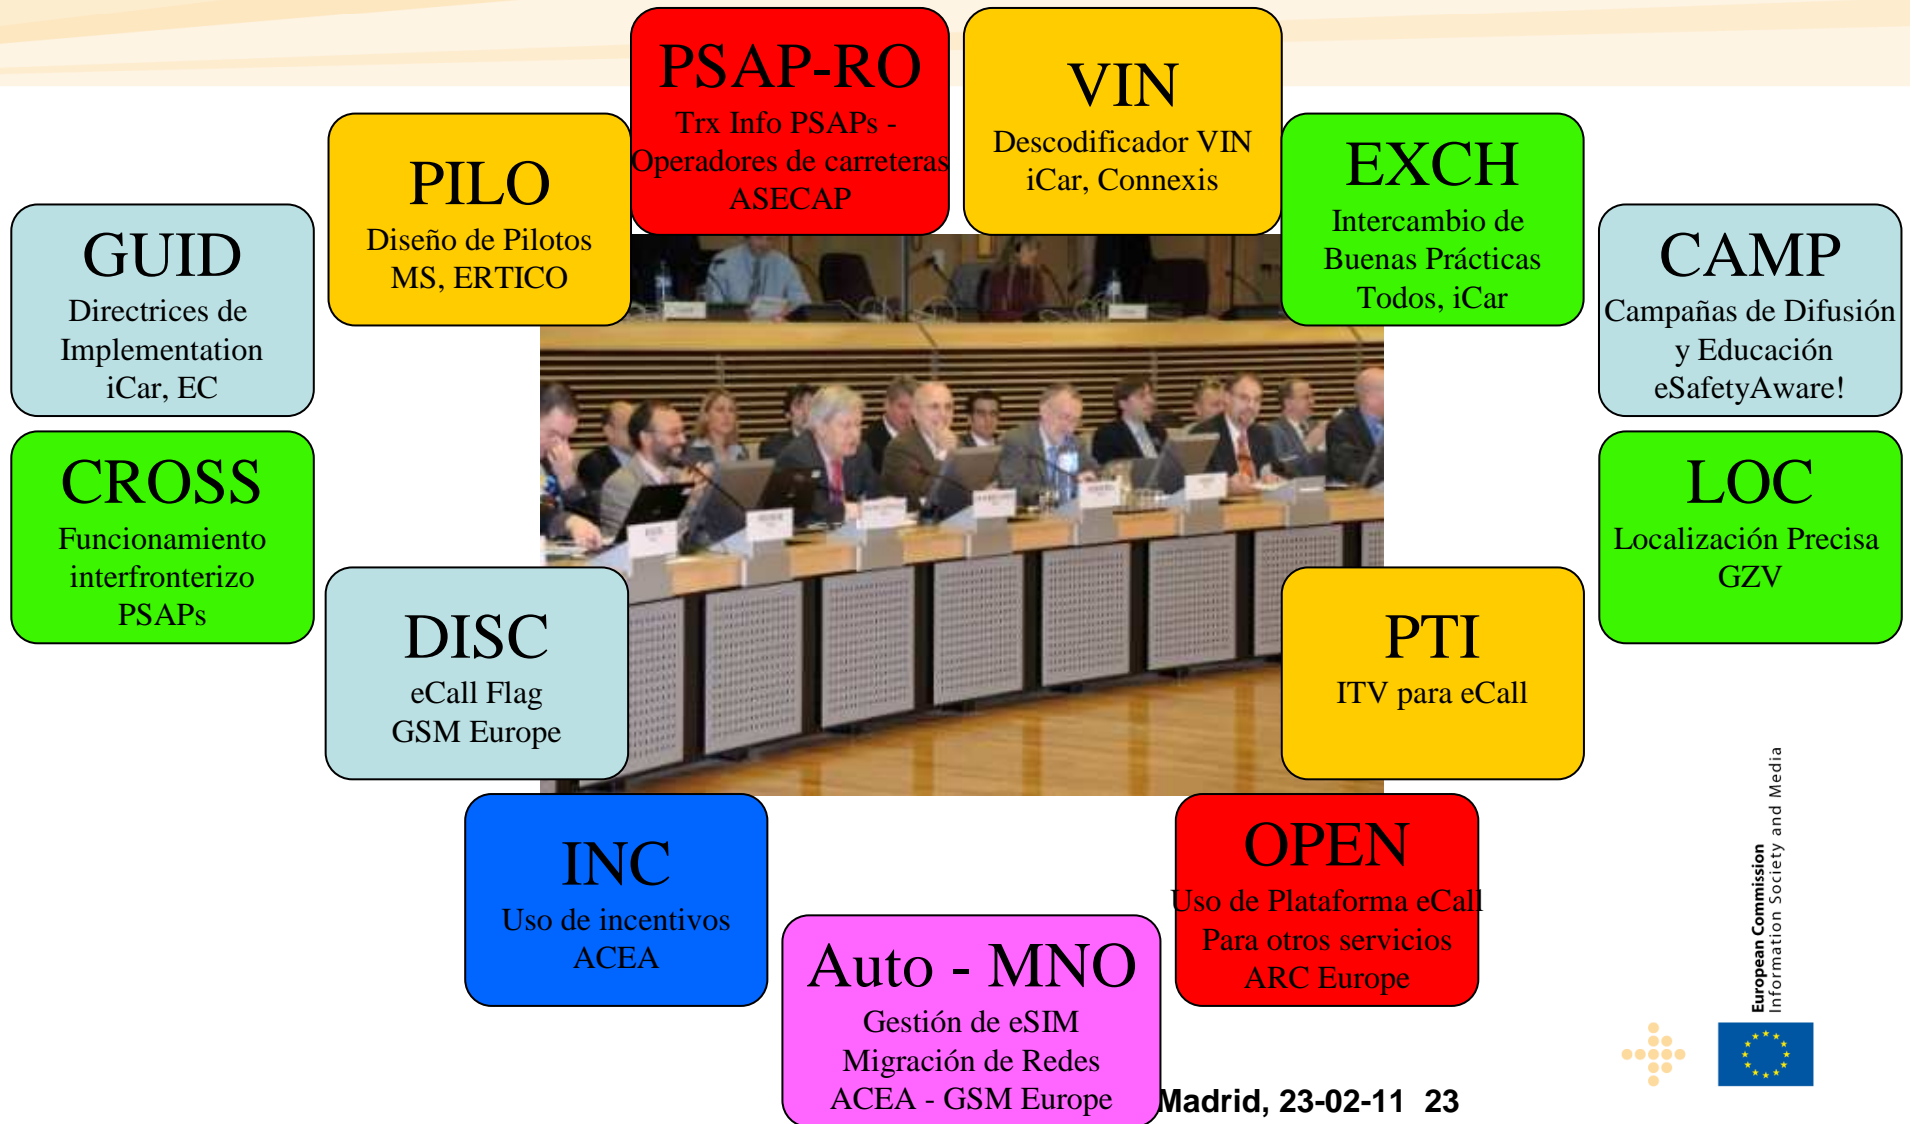 PSAP-RO
Trx Info PSAPs -
Operadores de carreteras
ASECAP
VIN
Descodificador VIN
iCar, Connexis
PILO
Diseño de Pilotos
MS, ERTICO
EXCH
Intercambio de
Buenas Prácticas
Todos, iCar
GUID
Directrices de
Implementation
iCar, EC
CAMP
Campañas de Difusión
y Educación
eSafetyAware!
CROSS
Funcionamiento
interfronterizo
PSAPs
LOC
Localización Precisa
GZV
DISC
eCall Flag
GSM Europe
PTI
ITV para eCall
INC
Uso de incentivos
ACEA
OPEN
Uso de Plataforma eCall
Para otros servicios
ARC Europe
Auto - MNO
Gestión de eSIM
Migración de Redes
ACEA - GSM Europe
European Commission
Information Society and Media
Madrid, 23-02-11 23